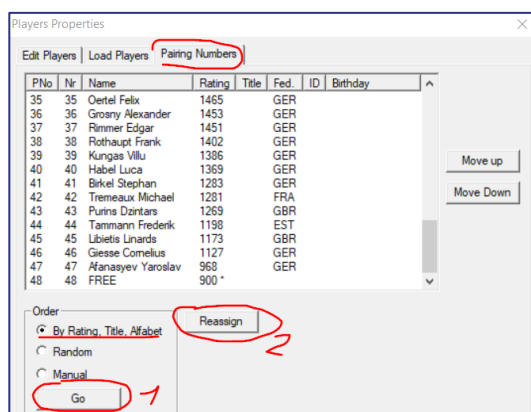 Players Properties
Edit Players Load Players Pairing Numbers
PNo Nr Name Rating Title Fed. ID Birthday
35 35 Oertel Felix 1465 GER
36 36 Grosny Alexander 1453 GER
37 37 Rimmer Edgar 1451 GER
38 38 Rothaupt Frank 1402 GER
39 39 Kungas Villu 1386 GER
40 40 Habel Luca 1369 GER
41 41 Birkel Stephan 1283 GER
42 42 Tremeaux Michael 1281 FRA
43 43 Purins Dzintars 1269 GBR
44 44 Tammann Frederik 1198 EST
45 45 Libietis Linards 1173 GBR
46 46 Giesse Cornelius 1127 GER
47 47 Afanasyev Yaroslav 968 GER
48 48 FREE 900 *
Move up
Move Down
Order
By Rating, Title, Alfabet
Reassign
2
Random
Manual
Go
1